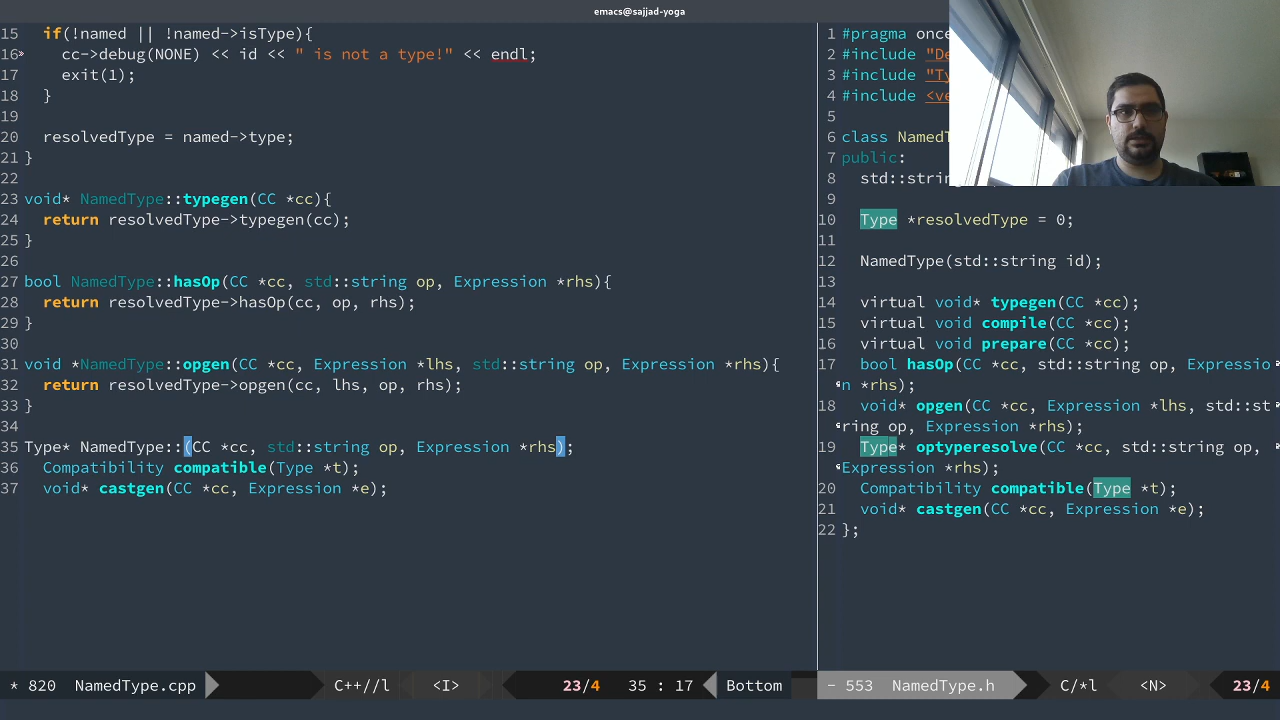 emacs@sajjad-yoga
15 if(!named || !named->isType){
16 cc->debug(NONE) << id << " is not a type!" << endl;
17 exit(1);
18 }
19
20 resolvedType = named->type;
21 }
22
23 void* NamedType::typegen(CC *cc){
24 return resolvedType->typegen(cc);
25 }
26
27 bool NamedType::hasOp(CC *cc, std::string op, Expression *rhs){
28 return resolvedType->hasOp(cc, op, rhs);
29 }
30
31 void *NamedType::opgen(CC *cc, Expression *lhs, std::string op, Expression *rhs){
32 return resolvedType->opgen(cc, lhs, op, rhs);
33 }
34
35 Type* NamedType::(CC *cc, std::string op, Expression *rhs);
36 Compatibility compatible(Type *t);
37 void* castgen(CC *cc, Expression *e);
* 820 NamedType.cpp C++//l <I> 23/4 35 : 17 Bottom
1 #pragma
2 #include
3 #include
4 #include
5
6 class
7 public:
8
9
10 Type *resolvedType = 0;
11
12 NamedType(std::string id);
13
14 virtual void* typegen(CC *cc);
15 virtual void compile(CC *cc);
16 virtual void prepare(CC *cc);
17 bool hasOp(CC *cc, std::string op, Expressio
n *rhs);
18 void* opgen(CC *cc, Expression *lhs, std::st
ring op, Expression *rhs);
19 Type* optyperesolve(CC *cc, std::string op,
Expression *rhs);
20 Compatibility compatible(Type *t);
21 void* castgen(CC *cc, Expression *e);
22 };
- 553 NamedType.h C/*l <N> 23/4